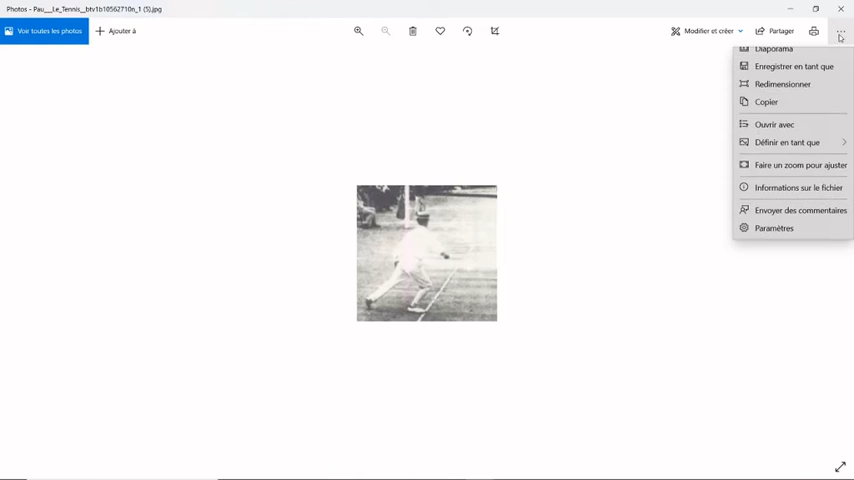 Photos - Pau__Le_Tennis__btv1b10562710n_1 (5).jpg
Voir toutes les photos
Ajouter à
Modifier et créer
Partager
Diaporama
Enregistrer en tant que
Redimensionner
Copier
Ouvrir avec
Définir en tant que
Faire un zoom pour ajuster
Informations sur le fichier
Envoyer des commentaires
Paramètres